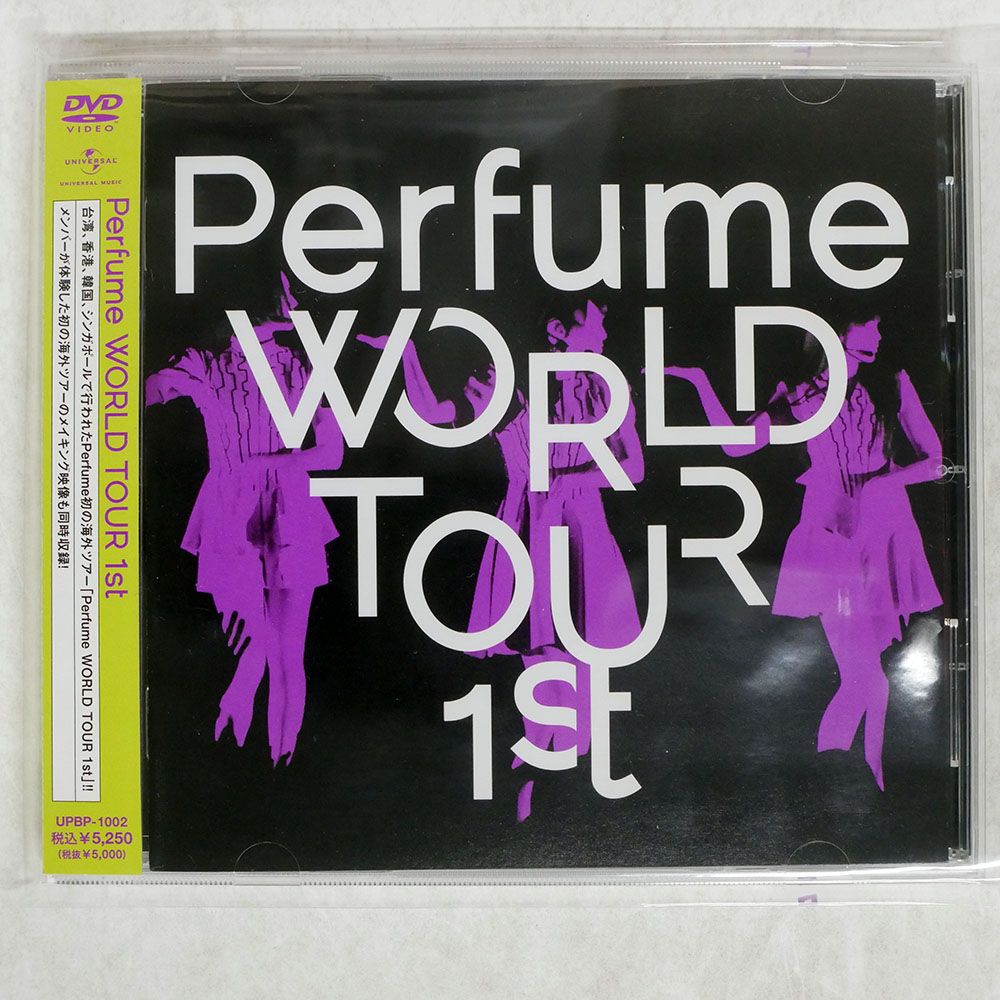 DVD
VIDEO™
UNIVERSAL
UNIVERSAL MUSIC
Perfume WORLD TOUR 1st
台湾、香港、韓国、シンガポールで行われたPerfume初の海外ツアー「Perfume WORLD TOUR 1st」!!
メンバーが体験した初の海外ツアーのメイキング映像も同時収録!
UPBP-1002
税込¥5,250
(税抜¥5,000)
Perfume
WORLD
TOUR
1st